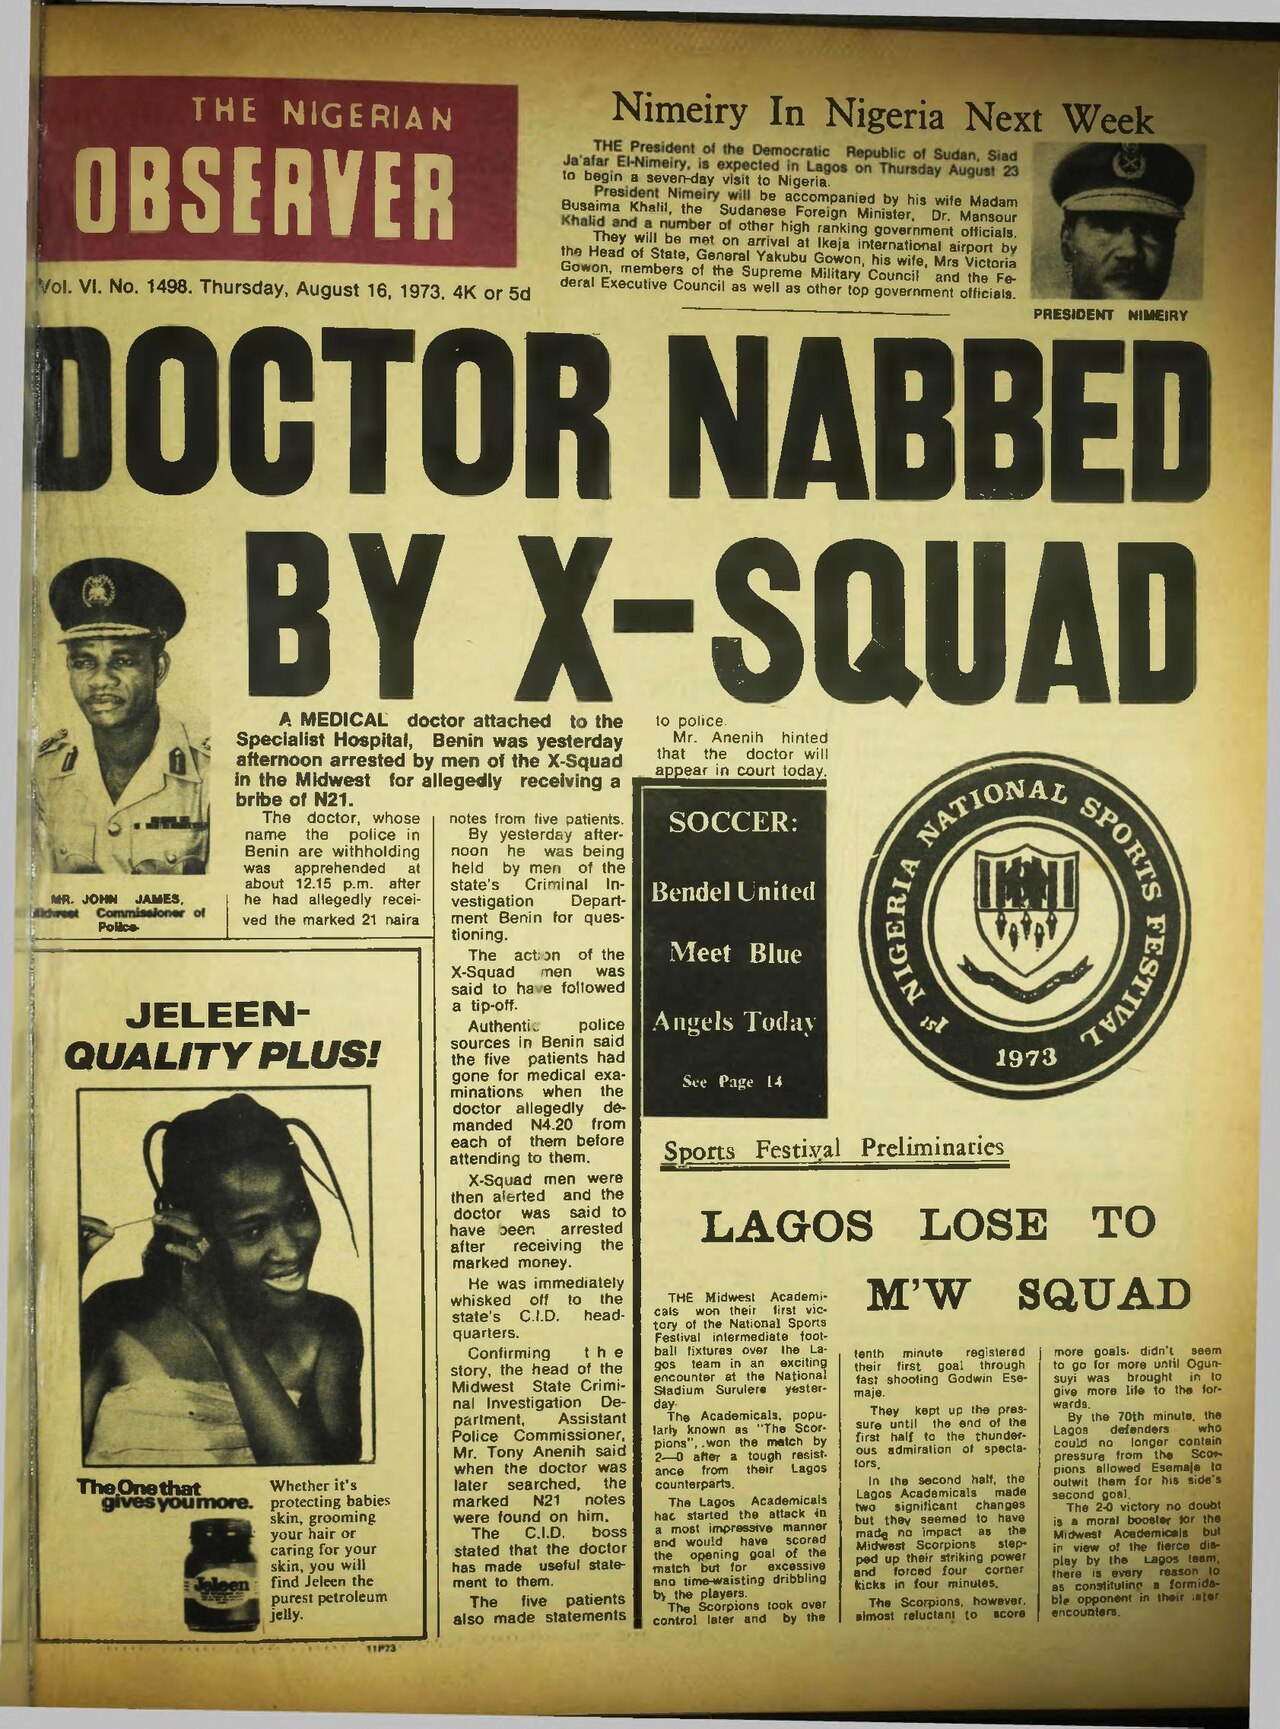 THE NIGERIAN
OBSERVER
Vol. VI. No. 1498. Thursday, August 16, 1973. 4K or 5d
Nimeiry In Nigeria Next Week
THE President of the Democratic Republic of Sudan, Siad
Ja'afar El-Nimeiry, is expected in Lagos on Thursday August 23
to begin a seven-day visit to Nigeria.
President Nimeiry will be accompanied by his wife Madam
Busaima Khalil, the Sudanese Foreign Minister, Dr. Mansour
Khalid and a number of other high ranking government officials.
They will be met on arrival at Ikeja international airport by
the Head of State, General Yakubu Gowon, his wife, Mrs Victoria
Gowon, members of the Supreme Military Council and the Fe-
deral Executive Council as well as other top government officials.
PRESIDENT NIMEIRY
DOCTOR NABBED
BY X-SQUAD
MR. JOHN JAMES,
Midwest Commissioner of
Police
A MEDICAL doctor attached to the
Specialist Hospital, Benin was yesterday
afternoon arrested by men of the X-Squad
in the Midwest for allegedly receiving a
bribe of N21.
The doctor, whose
name the police in
Benin are withholding
was apprehended at
about 12.15 p.m. after
he had allegedly recei-
ved the marked 21 naira
notes from five patients.
By yesterday after-
noon he was being
held by men of the
state's Criminal In-
vestigation Depart-
ment Benin for ques-
tioning.
The action of the
X-Squad men was
said to have followed
a tip-off.
Authentic police
sources in Benin said
the five patients had
gone for medical exa-
minations when the
doctor allegedly de-
manded N4.20 from
each of them before
attending to them.
X-Squad men were
then alerted and the
doctor was said to
have been arrested
after receiving the
marked money.
He was immediately
whisked off to the
state's C.I.D. head-
quarters.
Confirming the
story, the head of the
Midwest State Crimi-
nal Investigation De-
partment, Assistant
Police Commissioner,
Mr. Tony Anenih said
when the doctor was
later searched, the
marked N21 notes
were found on him.
The C.I.D. boss
stated that the doctor
has made useful state-
ment to them.
The five patients
also made statements
to police.
Mr. Anenih hinted
that the doctor will
appear in court today.
JELEEN-
QUALITY PLUS!
The One that
gives you more.
Jeleen
Whether it's
protecting babies
skin, grooming
your hair or
caring for your
skin, you will
find Jeleen the
purest petroleum
jelly.
11P73
SOCCER:
Bendel United
Meet Blue
Angels Today
See Page 14
1st NIGERIA NATIONAL SPORTS FESTIVAL
1973
Sports Festival Preliminaries
LAGOS LOSE TO
M'W SQUAD
THE Midwest Academi-
cals won their first vic-
tory of the National Sports
Festival intermediate foot-
ball fixtures over the La-
gos team in an exciting
encounter at the National
Stadium Surulere yester-
day
The Academicals, popu-
larly known as "The Scor-
pions", won the match by
2—0 after a tough resist-
ance from their Lagos
counterparts.
The Lagos Academicals
hac started the attack in
a most impressive manner
and would have scored
the opening goal of the
match but for excessive
and time-waisting dribbling
by the players.
The Scorpions took over
control later and by the
tenth minute registered
their first goal through
fast shooting Godwin Ese-
maje.
They kept up the pres-
sure until the end of the
first half to the thunder-
ous admiration of specta-
tors.
In the second half, the
Lagos Academicals made
two significant changes
but they seemed to have
made no impact as the
Midwest Scorpions step-
ped up their striking power
and forced four corner
kicks in four minutes.
The Scorpions, however,
almost reluctant to score
more goals, didn't seem
to go for more until Ogun-
suyi was brought in to
give more life to the for-
wards.
By the 70th minute, the
Lagos defenders who
could no longer contain
pressure from the Scor-
pions allowed Esemaje to
outwit them for his side's
second goal.
The 2-0 victory no doubt
is a moral booster for the
Midwest Academicals but
in view of the fierce dis-
play by the Lagos team,
there is every reason to
as constituting a formida-
ble opponent in their later
encounters.